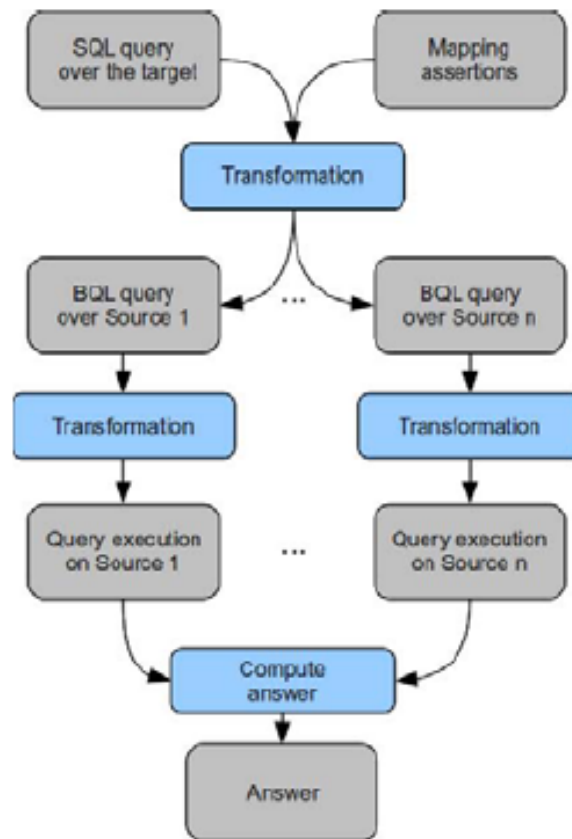 SQL query
over the target
Mapping
assertions
Transformation
BQL query
over Source 1
...
BQL query
over Source n
Transformation
Transformation
Query execution
on Source 1
...
Query execution
on Source n
Compute
answer
Answer